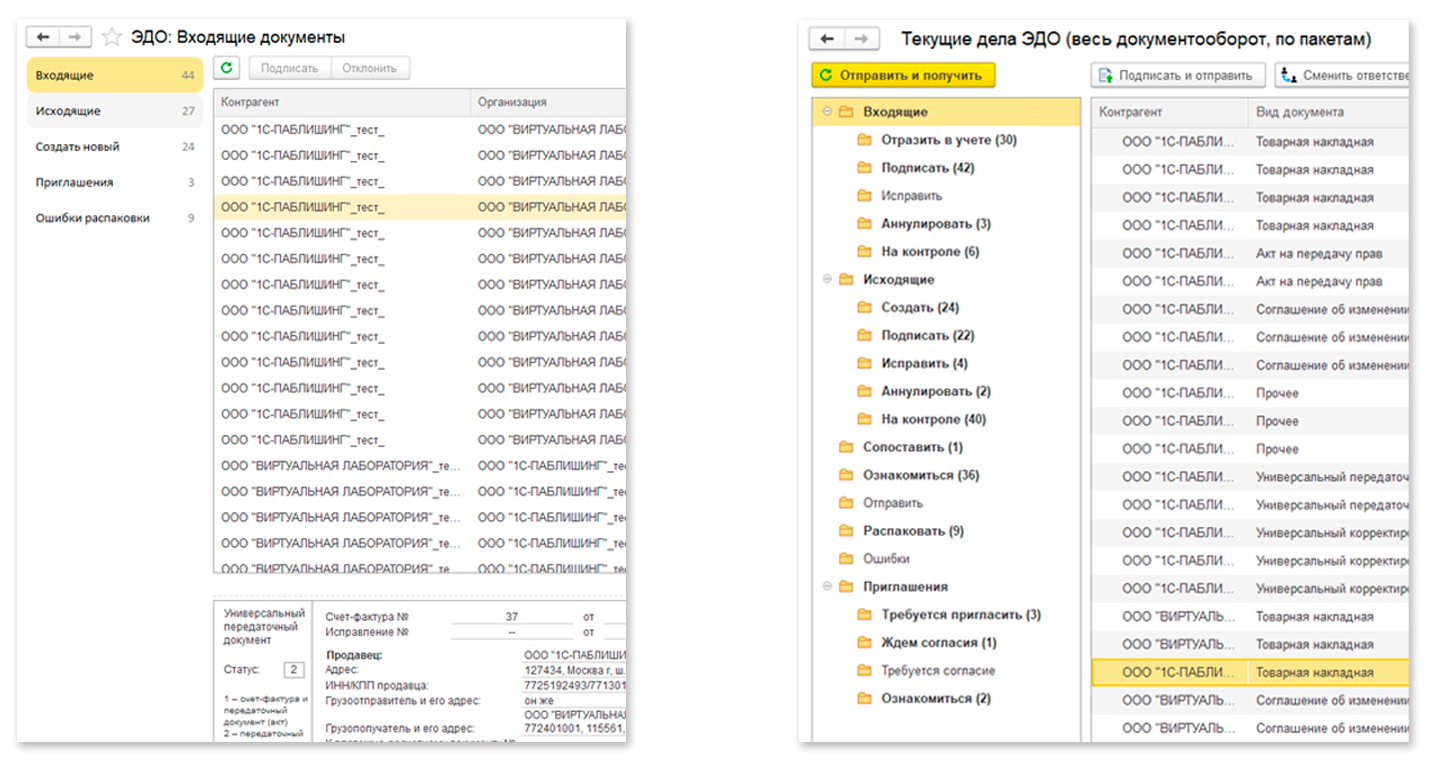 ЭДО: Входящие документы
Входящие 44
Исходящие 27
Создать новый 24
Приглашения 3
Ошибки распаковки 9
Подписать Отклонить
Контрагент Организация
ООО "1С-ПАБЛИШИНГ"_тест_ ООО "ВИРТУАЛЬНАЯ ЛАБО
ООО "1С-ПАБЛИШИНГ"_тест_ ООО "ВИРТУАЛЬНАЯ ЛАБО
ООО "1С-ПАБЛИШИНГ"_тест_ ООО "ВИРТУАЛЬНАЯ ЛАБО
ООО "1С-ПАБЛИШИНГ"_тест_ ООО "ВИРТУАЛЬНАЯ ЛАБО
ООО "1С-ПАБЛИШИНГ"_тест_ ООО "ВИРТУАЛЬНАЯ ЛАБО
ООО "1С-ПАБЛИШИНГ"_тест_ ООО "ВИРТУАЛЬНАЯ ЛАБО
ООО "1С-ПАБЛИШИНГ"_тест_ ООО "ВИРТУАЛЬНАЯ ЛАБО
ООО "1С-ПАБЛИШИНГ"_тест_ ООО "ВИРТУАЛЬНАЯ ЛАБО
ООО "1С-ПАБЛИШИНГ"_тест_ ООО "ВИРТУАЛЬНАЯ ЛАБО
ООО "1С-ПАБЛИШИНГ"_тест_ ООО "ВИРТУАЛЬНАЯ ЛАБО
ООО "1С-ПАБЛИШИНГ"_тест_ ООО "ВИРТУАЛЬНАЯ ЛАБО
ООО "1С-ПАБЛИШИНГ"_тест_ ООО "ВИРТУАЛЬНАЯ ЛАБО
ООО "1С-ПАБЛИШИНГ"_тест_ ООО "ВИРТУАЛЬНАЯ ЛАБО
ООО "ВИРТУАЛЬНАЯ ЛАБОРАТОРИЯ"_те... ООО "1С-ПАБЛИШИНГ"_те
ООО "ВИРТУАЛЬНАЯ ЛАБОРАТОРИЯ"_те... ООО "1С-ПАБЛИШИНГ"_те
ООО "ВИРТУАЛЬНАЯ ЛАБОРАТОРИЯ"_те... ООО "1С-ПАБЛИШИНГ"_те
ООО "ВИРТУАЛЬНАЯ ЛАБОРАТОРИЯ"_те... ООО "1С-ПАБЛИШИНГ"_те
ООО "ВИРТУАЛЬНАЯ ЛАБОРАТОРИЯ"_те ООО "1С-ПАБЛИШИНГ"_те
Универсальный
передаточный
документ
Статус: 2
1 – счет-фактура и
передаточный
документ (акт)
2 – передаточный
Счет-фактура № 37 от
Исправление № -- от
Продавец: ООО "1С-ПАБЛИШИ
Адрес: 127434, Москва г, ш.
ИНН/КПП продавца: 7725192493/771301
Грузоотправитель и его адрес: он же
ООО "ВИРТУАЛЬНАЯ
Грузополучатель и его адрес: 772401001, 115561,
Текущие дела ЭДО (весь документооборот, по пакетам)
Отправить и получить
Подписать и отправить Сменить ответстве
Входящие
Отразить в учете (30)
Подписать (42)
Исправить
Аннулировать (3)
На контроле (6)
Исходящие
Создать (24)
Подписать (22)
Исправить (4)
Аннулировать (2)
На контроле (40)
Сопоставить (1)
Ознакомиться (36)
Отправить
Распаковать (9)
Ошибки
Приглашения
Требуется пригласить (3)
Ждем согласия (1)
Требуется согласие
Ознакомиться (2)
Контрагент Вид документа
ООО "1С-ПАБЛИ... Товарная накладная
ООО "1С-ПАБЛИ... Товарная накладная
ООО "1С-ПАБЛИ... Товарная накладная
ООО "1С-ПАБЛИ... Товарная накладная
ООО "1С-ПАБЛИ... Акт на передачу прав
ООО "1С-ПАБЛИ... Акт на передачу прав
ООО "1С-ПАБЛИ... Соглашение об изменении
ООО "1С-ПАБЛИ... Соглашение об изменении
ООО "1С-ПАБЛИ... Соглашение об изменении
ООО "1С-ПАБЛИ... Прочее
ООО "1С-ПАБЛИ... Прочее
ООО "1С-ПАБЛИ... Прочее
ООО "1С-ПАБЛИ... Универсальный передаточ
ООО "1С-ПАБЛИ... Универсальный передаточ
ООО "1С-ПАБЛИ... Универсальный корректиро
ООО "1С-ПАБЛИ... Универсальный корректиро
ООО "1С-ПАБЛИ... Универсальный корректиро
ООО "ВИРТУАЛЬ... Товарная накладная
ООО "ВИРТУАЛЬ... Товарная накладная
ООО "1С-ПАБЛИ... Товарная накладная
ООО "ВИРТУАЛЬ... Соглашение об изменении
ООО "ВИРТУАЛЬ... Соглашение об изменении